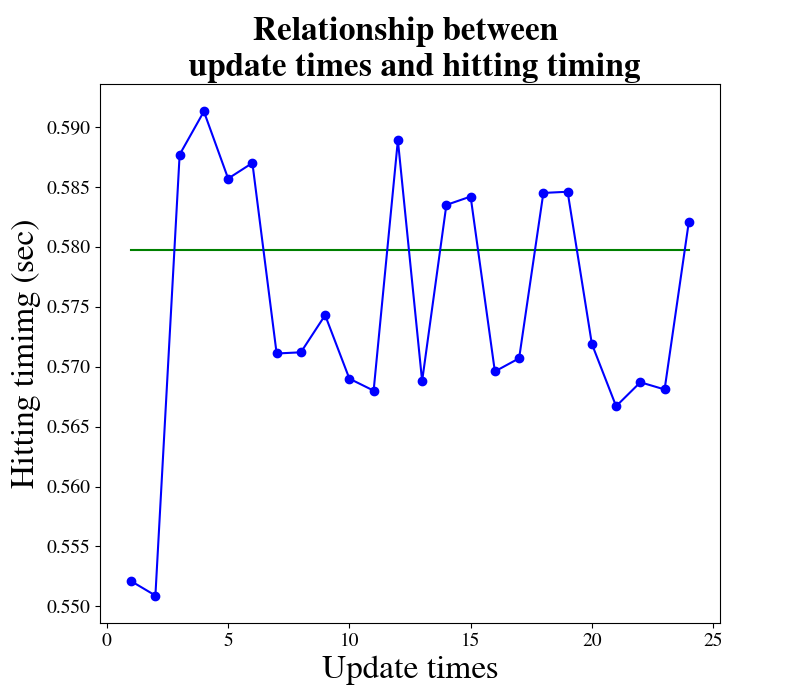 Relationship between
update times and hitting timing
Hitting timimg (sec)
0.590
0.585
0.580
0.575
0.570
0.565
0.560
0.555
0.550
0 5 10 15 20 25
Update times